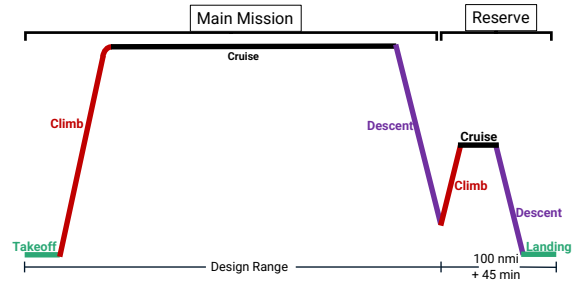 Main Mission
Reserve
Cruise
Climb
Descent
Cruise
Climb
Descent
Takeoff
Landing
Design Range
100 nmi
+ 45 min